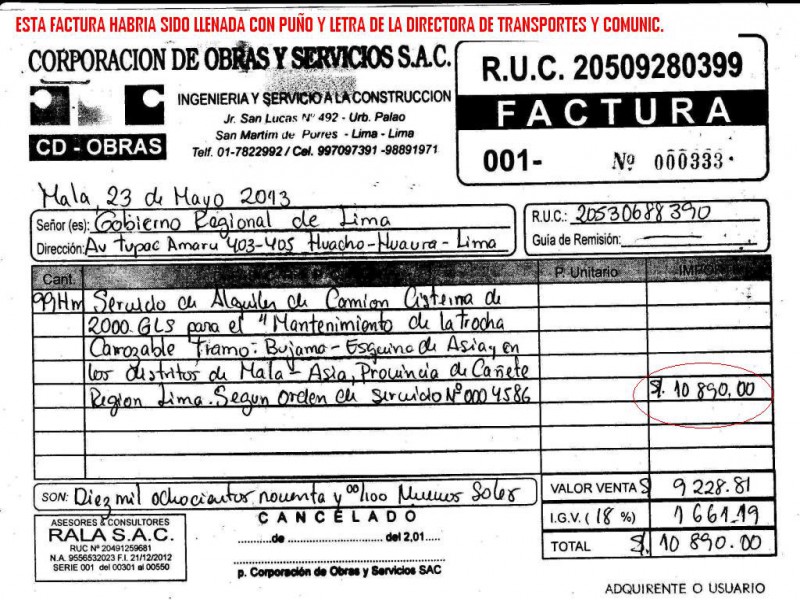 ESTA FACTURA HABRIA SIDO LLENADA CON PUÑO Y LETRA DE LA DIRECTORA DE TRANSPORTES Y COMUNIC.
CORPORACION DE OBRAS Y SERVICIOS S.A.C.
CD - OBRAS
INGENIERIA Y SERVICIO A LA CONSTRUCCION
Jr. San Lucas Nº 492 - Urb. Palao
San Martim de Porres - Lima - Lima
Telf. 01-7822992 / Cel. 997097391 -98891971
R.U.C. 20509280399
FACTURA
001- Nº 000333
Mala, 23 de Mayo 2013
Señor (es): Gobierno Regional de Lima
Dirección: Av Tupac Amaru 403-405 Huacho-Huaura-Lima
R.U.C.: 20530688390
Guía de Remisión:
Cant. P. Unitario IMPORTE
99Hm Servicio de Alquiler de Camion Cisterna de
2000 GLS para el "Mantenimiento de la trocha
Carrozable Tramo: Bujama-Esquina de Asia y en
los distritos de Mala-Asia, Provincia de Cañete
Region Lima. Segun Orden de Servicio Nº 0004586 S/. 10 890.00
SON: Diez mil ochocientos noventa y 00/100 Nuevos Soles
VALOR VENTA S/ 9 228.81
I.G.V. ( 18 %) 1 661.19
TOTAL S/. 10 890.00
CANCELADO
..........de .................... del 2,01.....
p. Corporación de Obras y Servicios SAC
ASESORES & CONSULTORES
RALA S.A.C.
RUC Nº 20491259681
N.A. 9556532023 F.I. 21/12/2012
SERIE 001 del 00301 al 00550
ADQUIRENTE O USUARIO